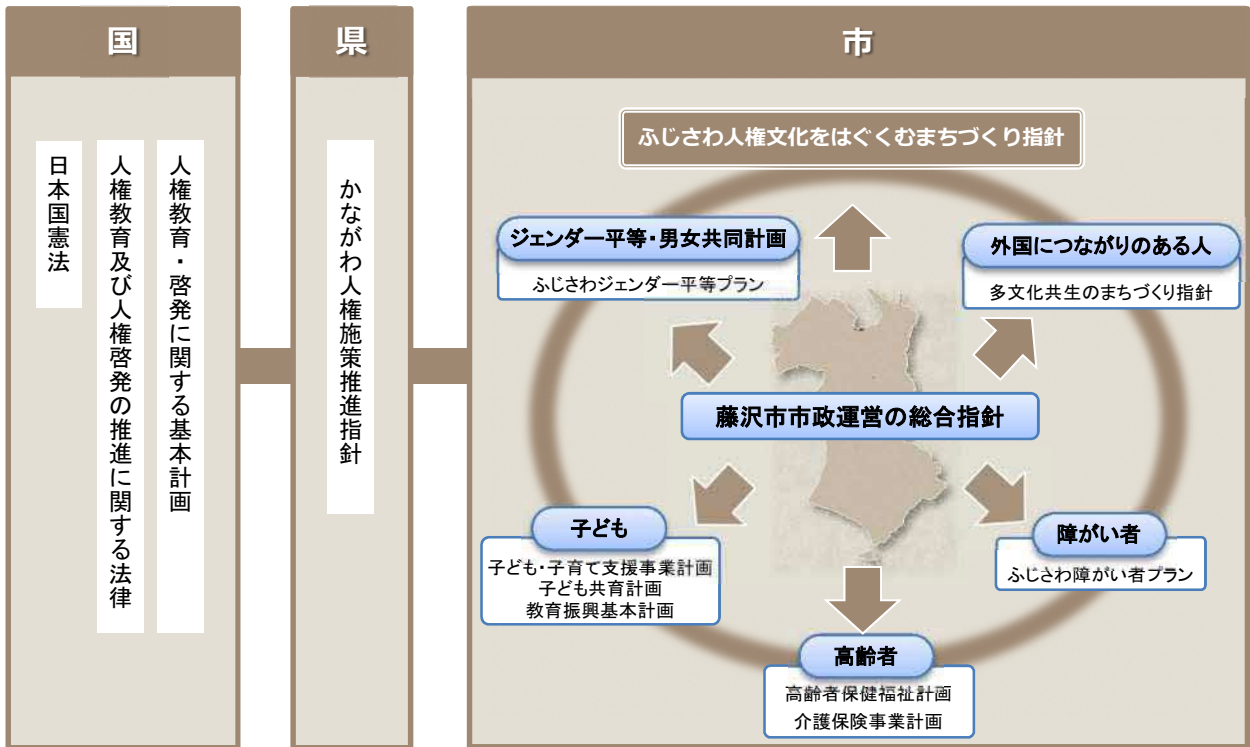 国
人権教育・啓発に関する基本計画
人権教育及び人権啓発の推進に関する法律
日本国憲法
県
かながわ人権施策推進指針
市
ふじさわ人権文化をはぐくむまちづくり指針
ジェンダー平等・男女共同計画
ふじさわジェンダー平等プラン
外国につながりのある人
多文化共生のまちづくり指針
藤沢市市政運営の総合指針
子ども
子ども・子育て支援事業計画
子ども共育計画
教育振興基本計画
障がい者
ふじさわ障がい者プラン
高齢者
高齢者保健福祉計画
介護保険事業計画